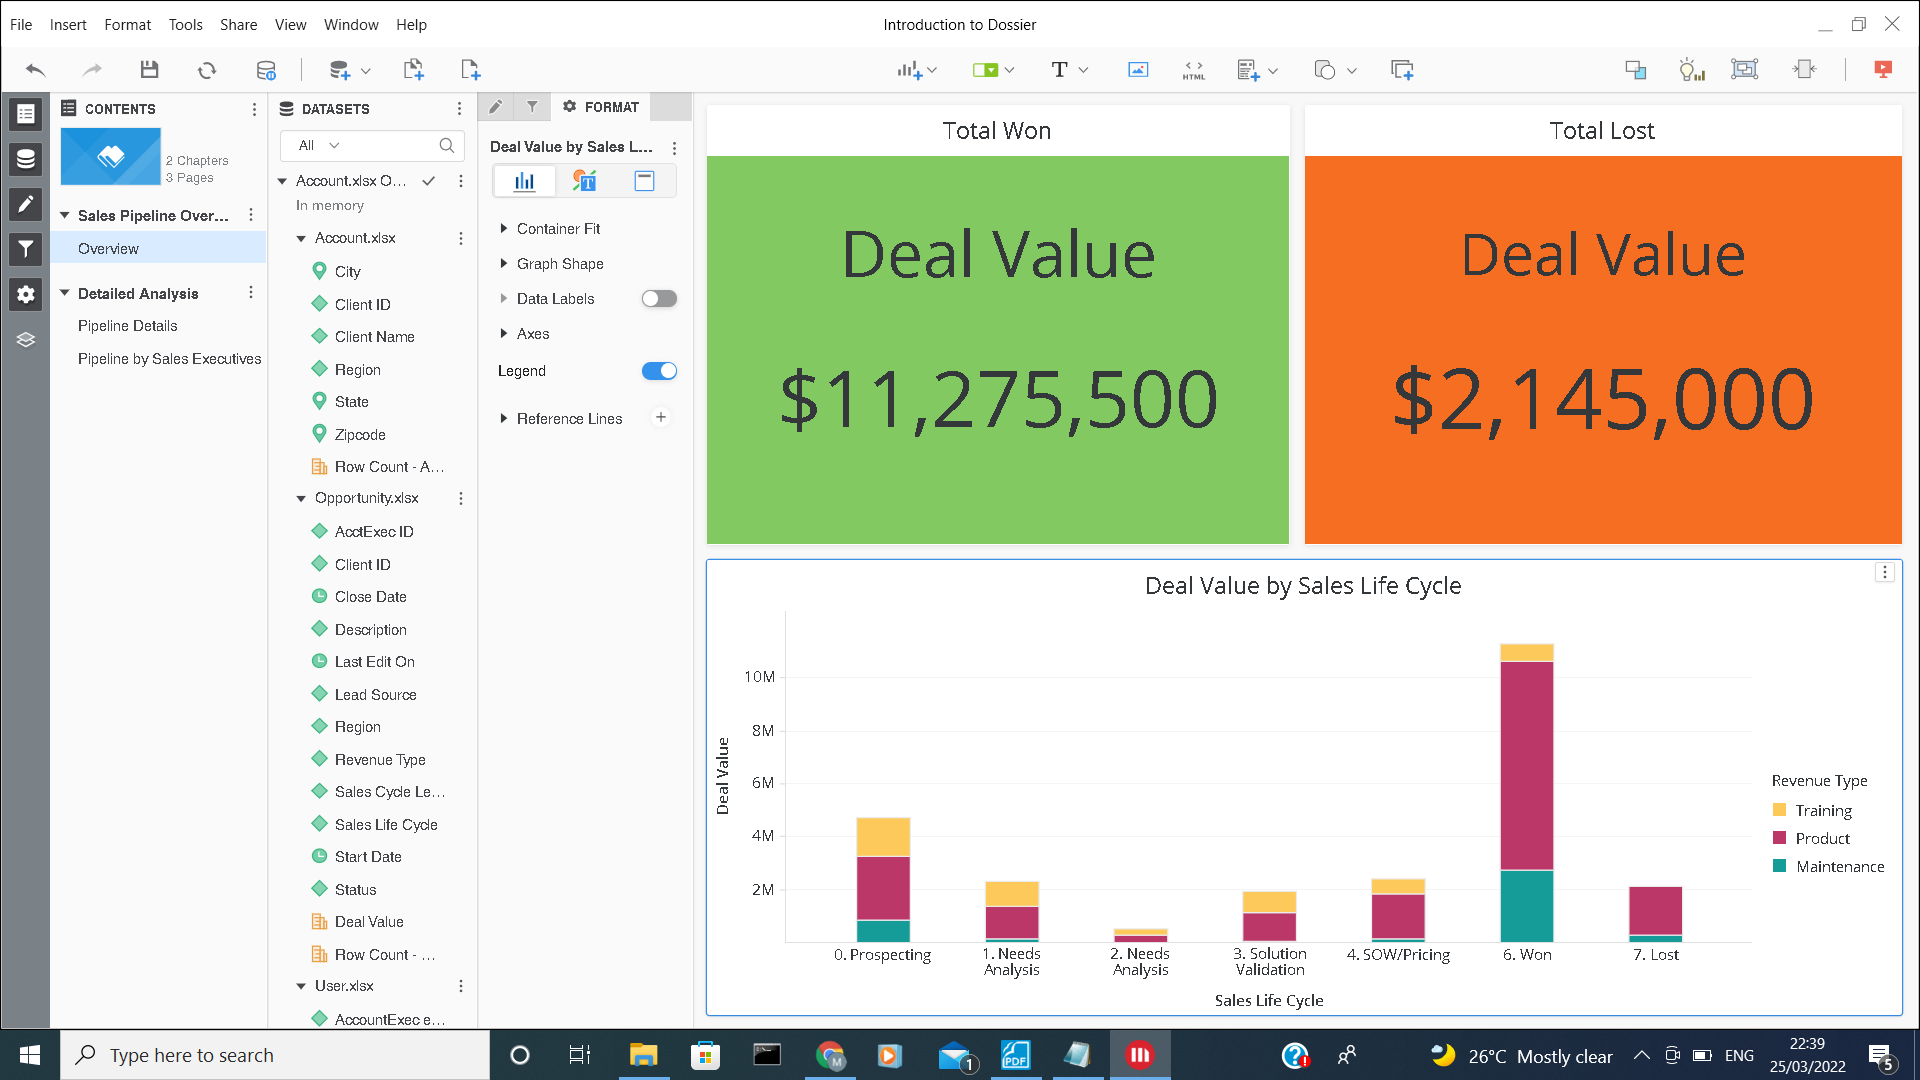 File Insert Format Tools Share View Window Help
Introduction to Dossier
T
HTML
CONTENTS
2 Chapters
3 Pages
Sales Pipeline Over...
Overview
Detailed Analysis
Pipeline Details
Pipeline by Sales Executives
DATASETS
All
Account.xlsx O...
In memory
Account.xlsx
City
Client ID
Client Name
Region
State
Zipcode
Row Count - A...
Opportunity.xlsx
AcctExec ID
Client ID
Close Date
Description
Last Edit On
Lead Source
Region
Revenue Type
Sales Cycle Le...
Sales Life Cycle
Start Date
Status
Deal Value
Row Count - ...
User.xlsx
AccountExec e...
FORMAT
Deal Value by Sales L...
T
Container Fit
Graph Shape
Data Labels
Axes
Legend
Reference Lines
Total Won
Deal Value
$11,275,500
Total Lost
Deal Value
$2,145,000
Deal Value by Sales Life Cycle
10M
8M
6M
4M
2M
Deal Value
0. Prospecting
1. Needs
Analysis
2. Needs
Analysis
3. Solution
Validation
4. SOW/Pricing
6. Won
7. Lost
Sales Life Cycle
Revenue Type
Training
Product
Maintenance
Type here to search
M
1
PDF
26°C Mostly clear
ENG
22:39
25/03/2022
5